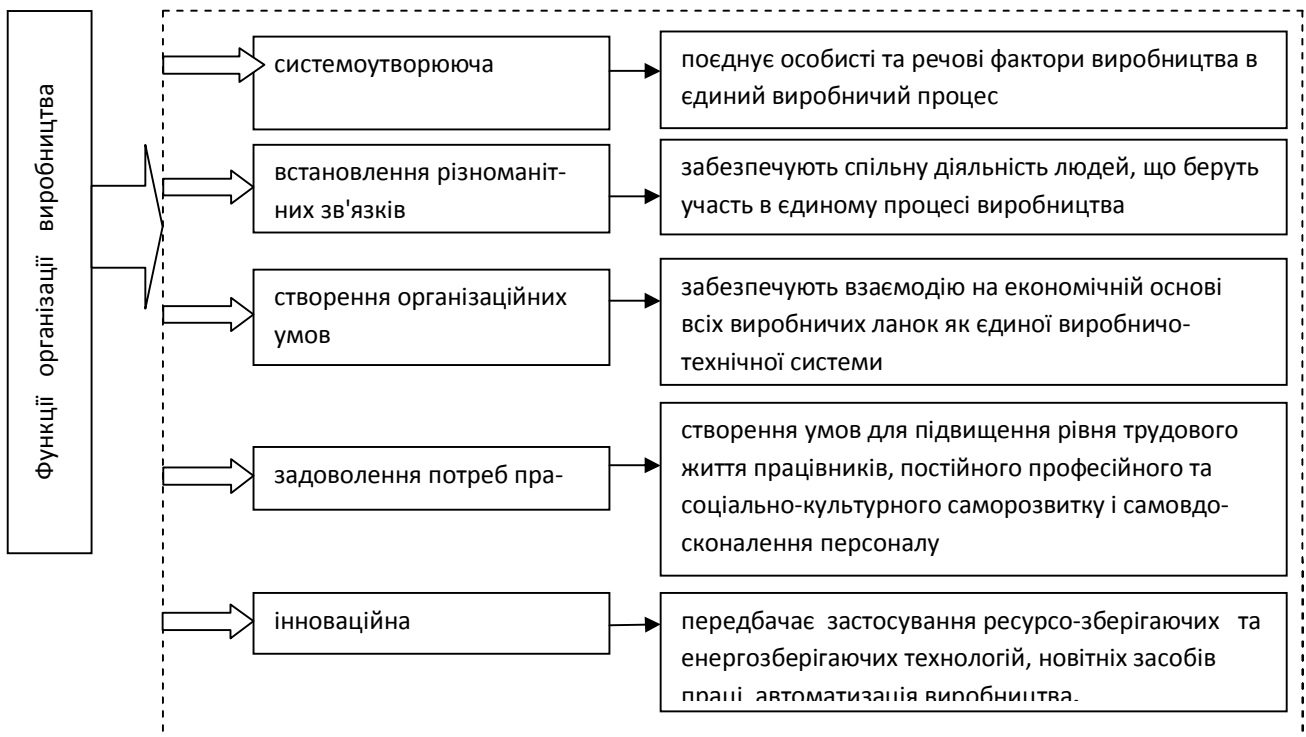 Функції організації виробництва
системоутворююча
поєднує особисті та речові фактори виробництва в
єдиний виробничий процес
встановлення різноманіт-
них зв'язків
забезпечують спільну діяльність людей, що беруть
участь в єдиному процесі виробництва
створення організаційних
умов
забезпечують взаємодію на економічній основі
всіх виробничих ланок як єдиної виробничо-
технічної системи
задоволення потреб пра-
створення умов для підвищення рівня трудового
життя працівників, постійного професійного та
соціально-культурного саморозвитку і самовдо-
сконалення персоналу
інноваційна
передбачає застосування ресурсо-зберігаючих та
енергозберігаючих технологій, новітніх засобів
праці автоматизація виробництва.